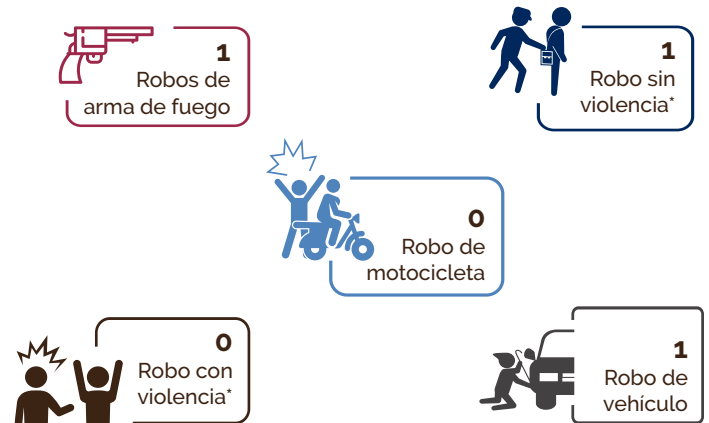 1
Robos de
arma de fuego
1
Robo sin
violencia*
0
Robo de
motocicleta
0
Robo con
violencia*
1
Robo de
vehículo